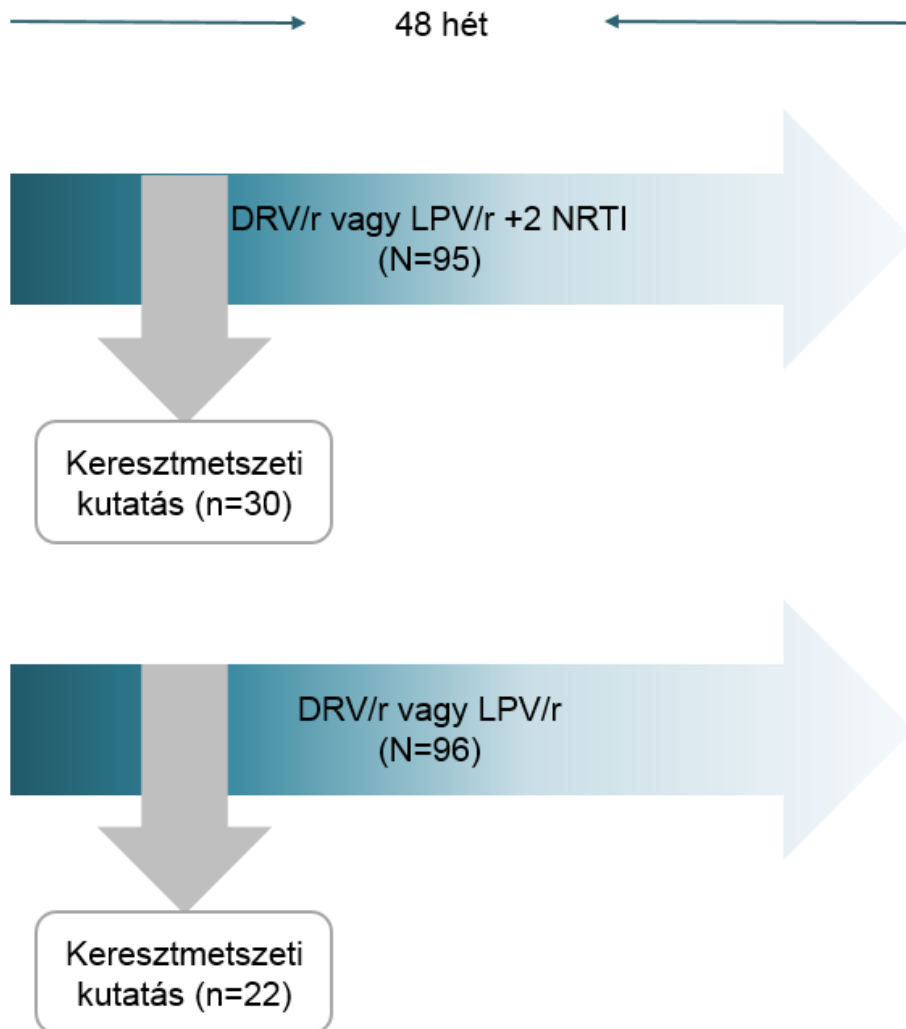 48 hét
DRV/r vagy LPV/r +2 NRTI
(N=95)
Keresztmetszeti
kutatás (n=30)
DRV/r vagy LPV/r
(N=96)
Keresztmetszeti
kutatás (n=22)